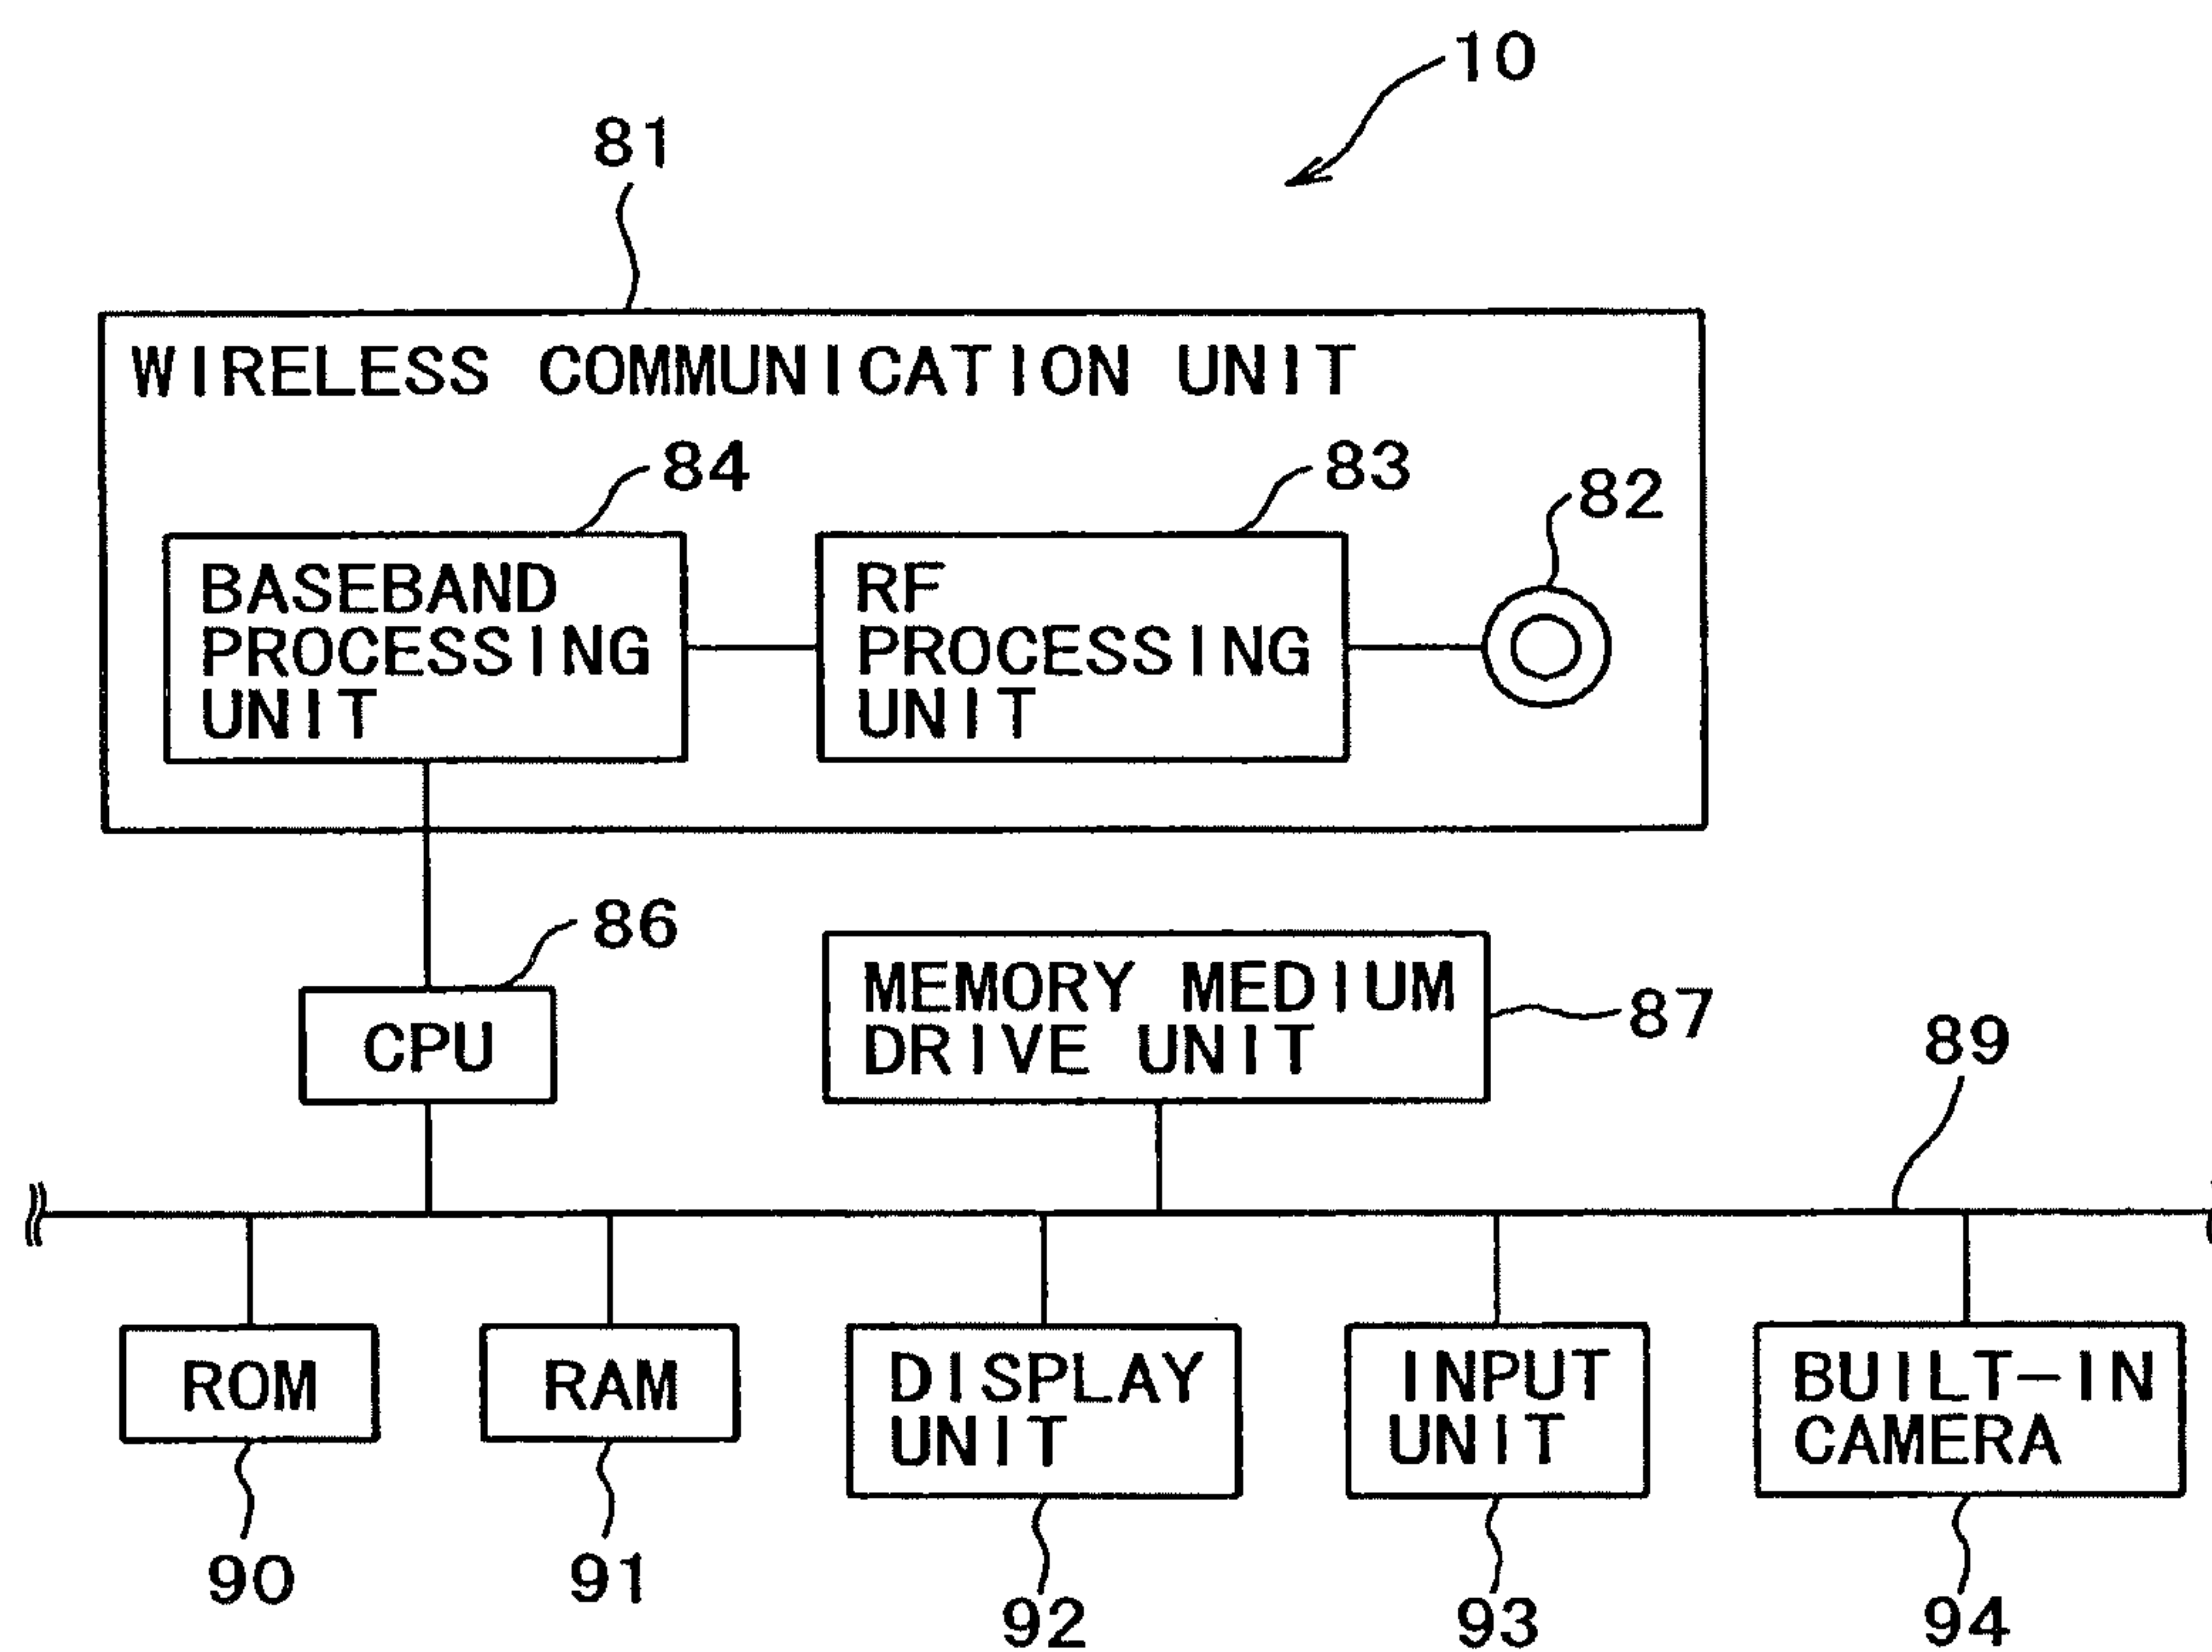 10
81
WIRELESS COMMUNICATION UNIT
84
83
82
BASEBAND
PROCESSING
UNIT
RF
PROCESSING
UNIT
86
CPU
MEMORY MEDIUM
DRIVE UNIT
87
89
ROM
RAM
DISPLAY
UNIT
INPUT
UNIT
BUILT-IN
CAMERA
90
91
92
93
94